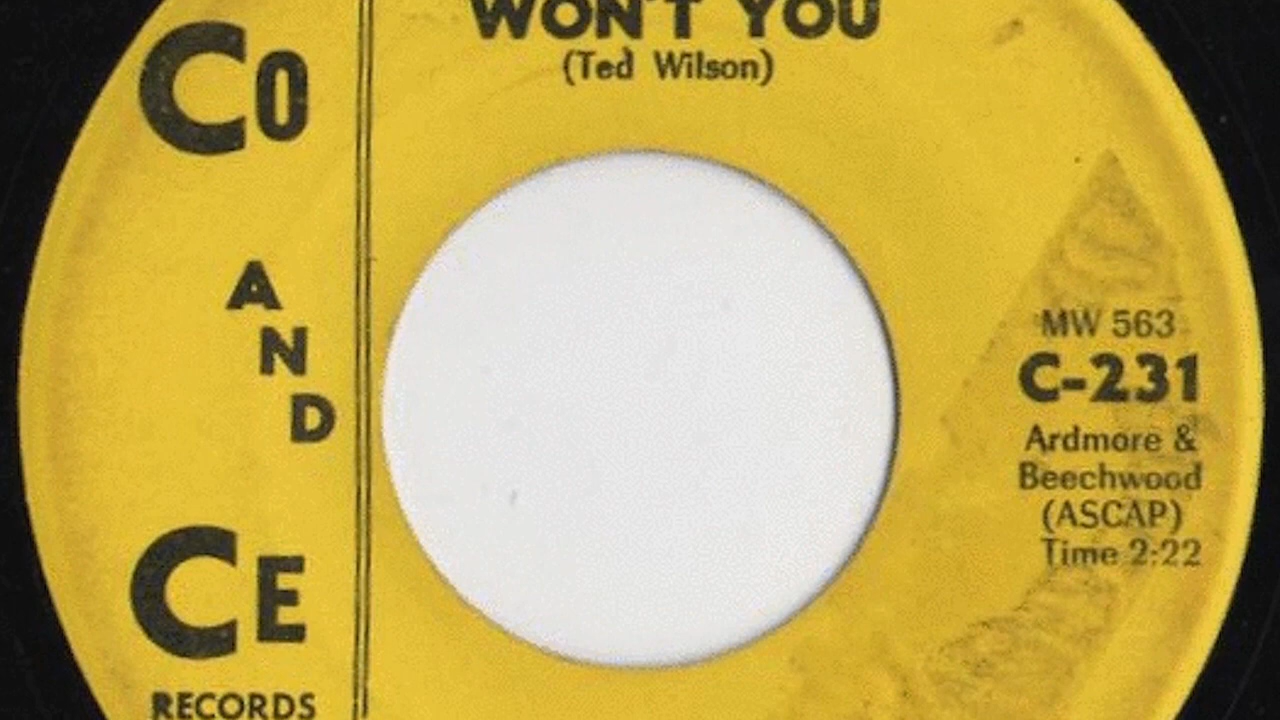 WON'T YOU
(Ted Wilson)
Co
AND
CE
RECORDS
MW 563
C-231
Ardmore &
Beechwood
(ASCAP)
Time 2:22